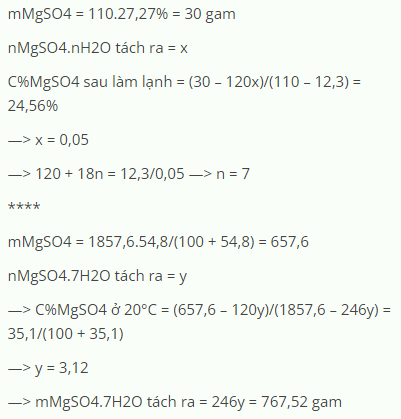 mMgSO4 = 110.27,27% = 30 gam
nMgSO4.nH2O tách ra = x
C%MgSO4 sau làm lạnh = (30 – 120x)/(110 – 12,3) =
24,56%
—> x = 0,05
—> 120 + 18n = 12,3/0,05 —> n = 7
****
mMgSO4 = 1857,6.54,8/(100 + 54,8) = 657,6
nMgSO4.7H2O tách ra = y
—> C%MgSO4 ở 20°C = (657,6 – 120y)/(1857,6 – 246y) =
35,1/(100 + 35,1)
—> y = 3,12
—> mMgSO4.7H2O tách ra = 246y = 767,52 gam